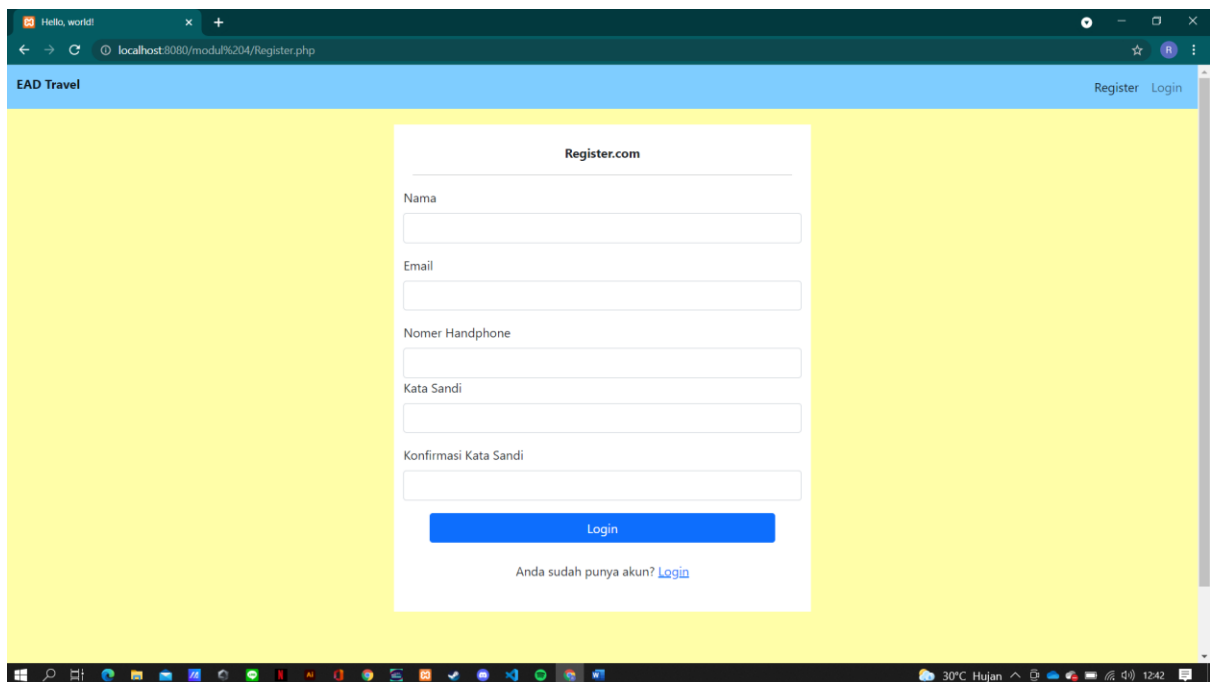 Hello, world!
localhost:8080/modul%204/Register.php
R
EAD Travel
Register Login
Register.com
Nama
Email
Nomer Handphone
Kata Sandi
Konfirmasi Kata Sandi
Login
Anda sudah punya akun? Login
30°C Hujan 12:42